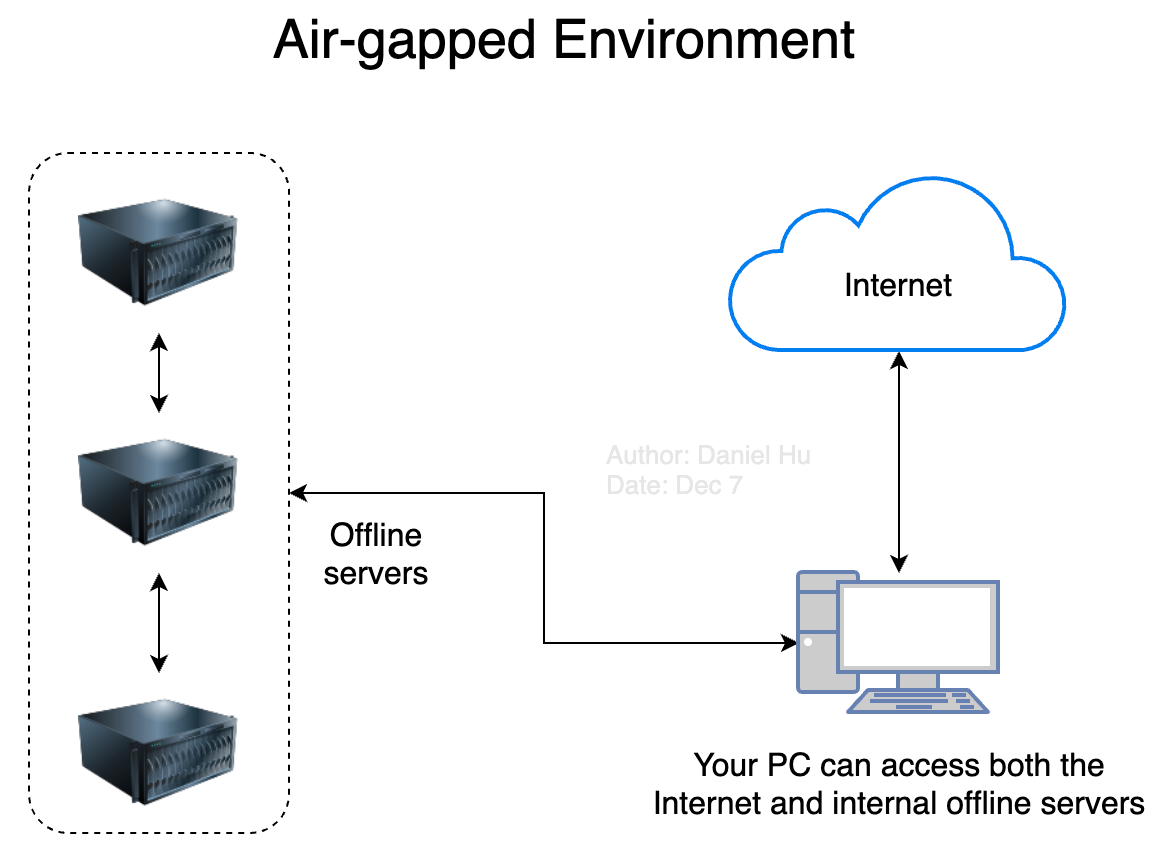 Air-gapped Environment
Internet
Author: Daniel Hu
Date: Dec 7
Offline
servers
Your PC can access both the
Internet and internal offline servers